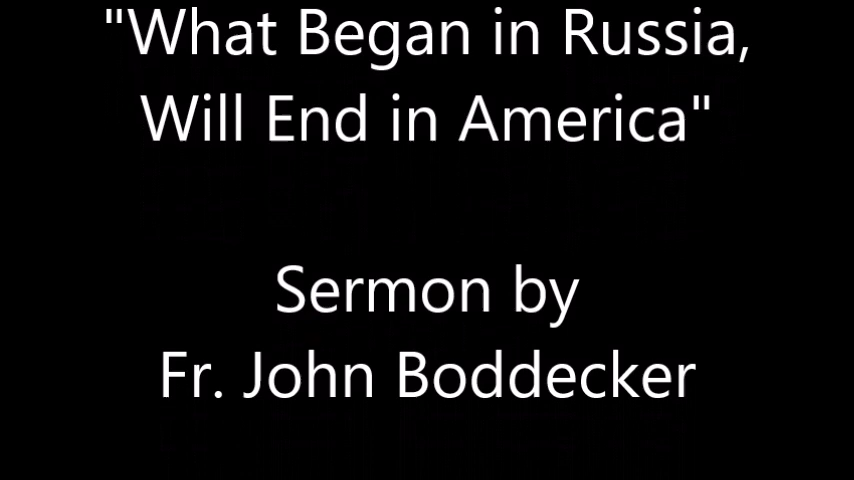 "What Began in Russia,
Will End in America"
Sermon by
Fr. John Boddecker